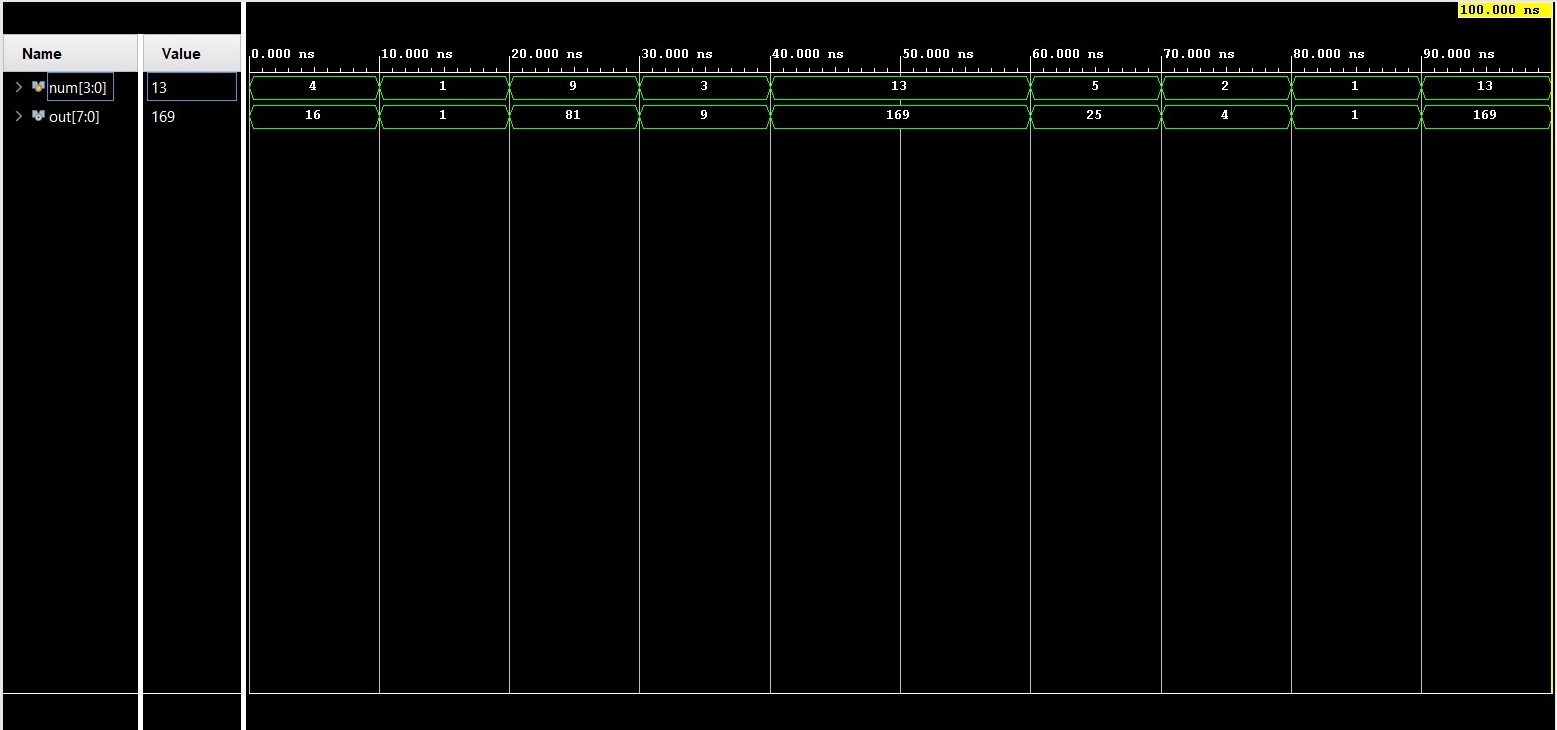 100.000 ns
Name Value 0.000 ns 10.000 ns 20.000 ns 30.000 ns 40.000 ns 50.000 ns 60.000 ns 70.000 ns 80.000 ns 90.000 ns
num[3:0] 13 4 1 9 3 13 5 2 1 13
out[7:0] 169 16 1 81 9 169 25 4 1 169